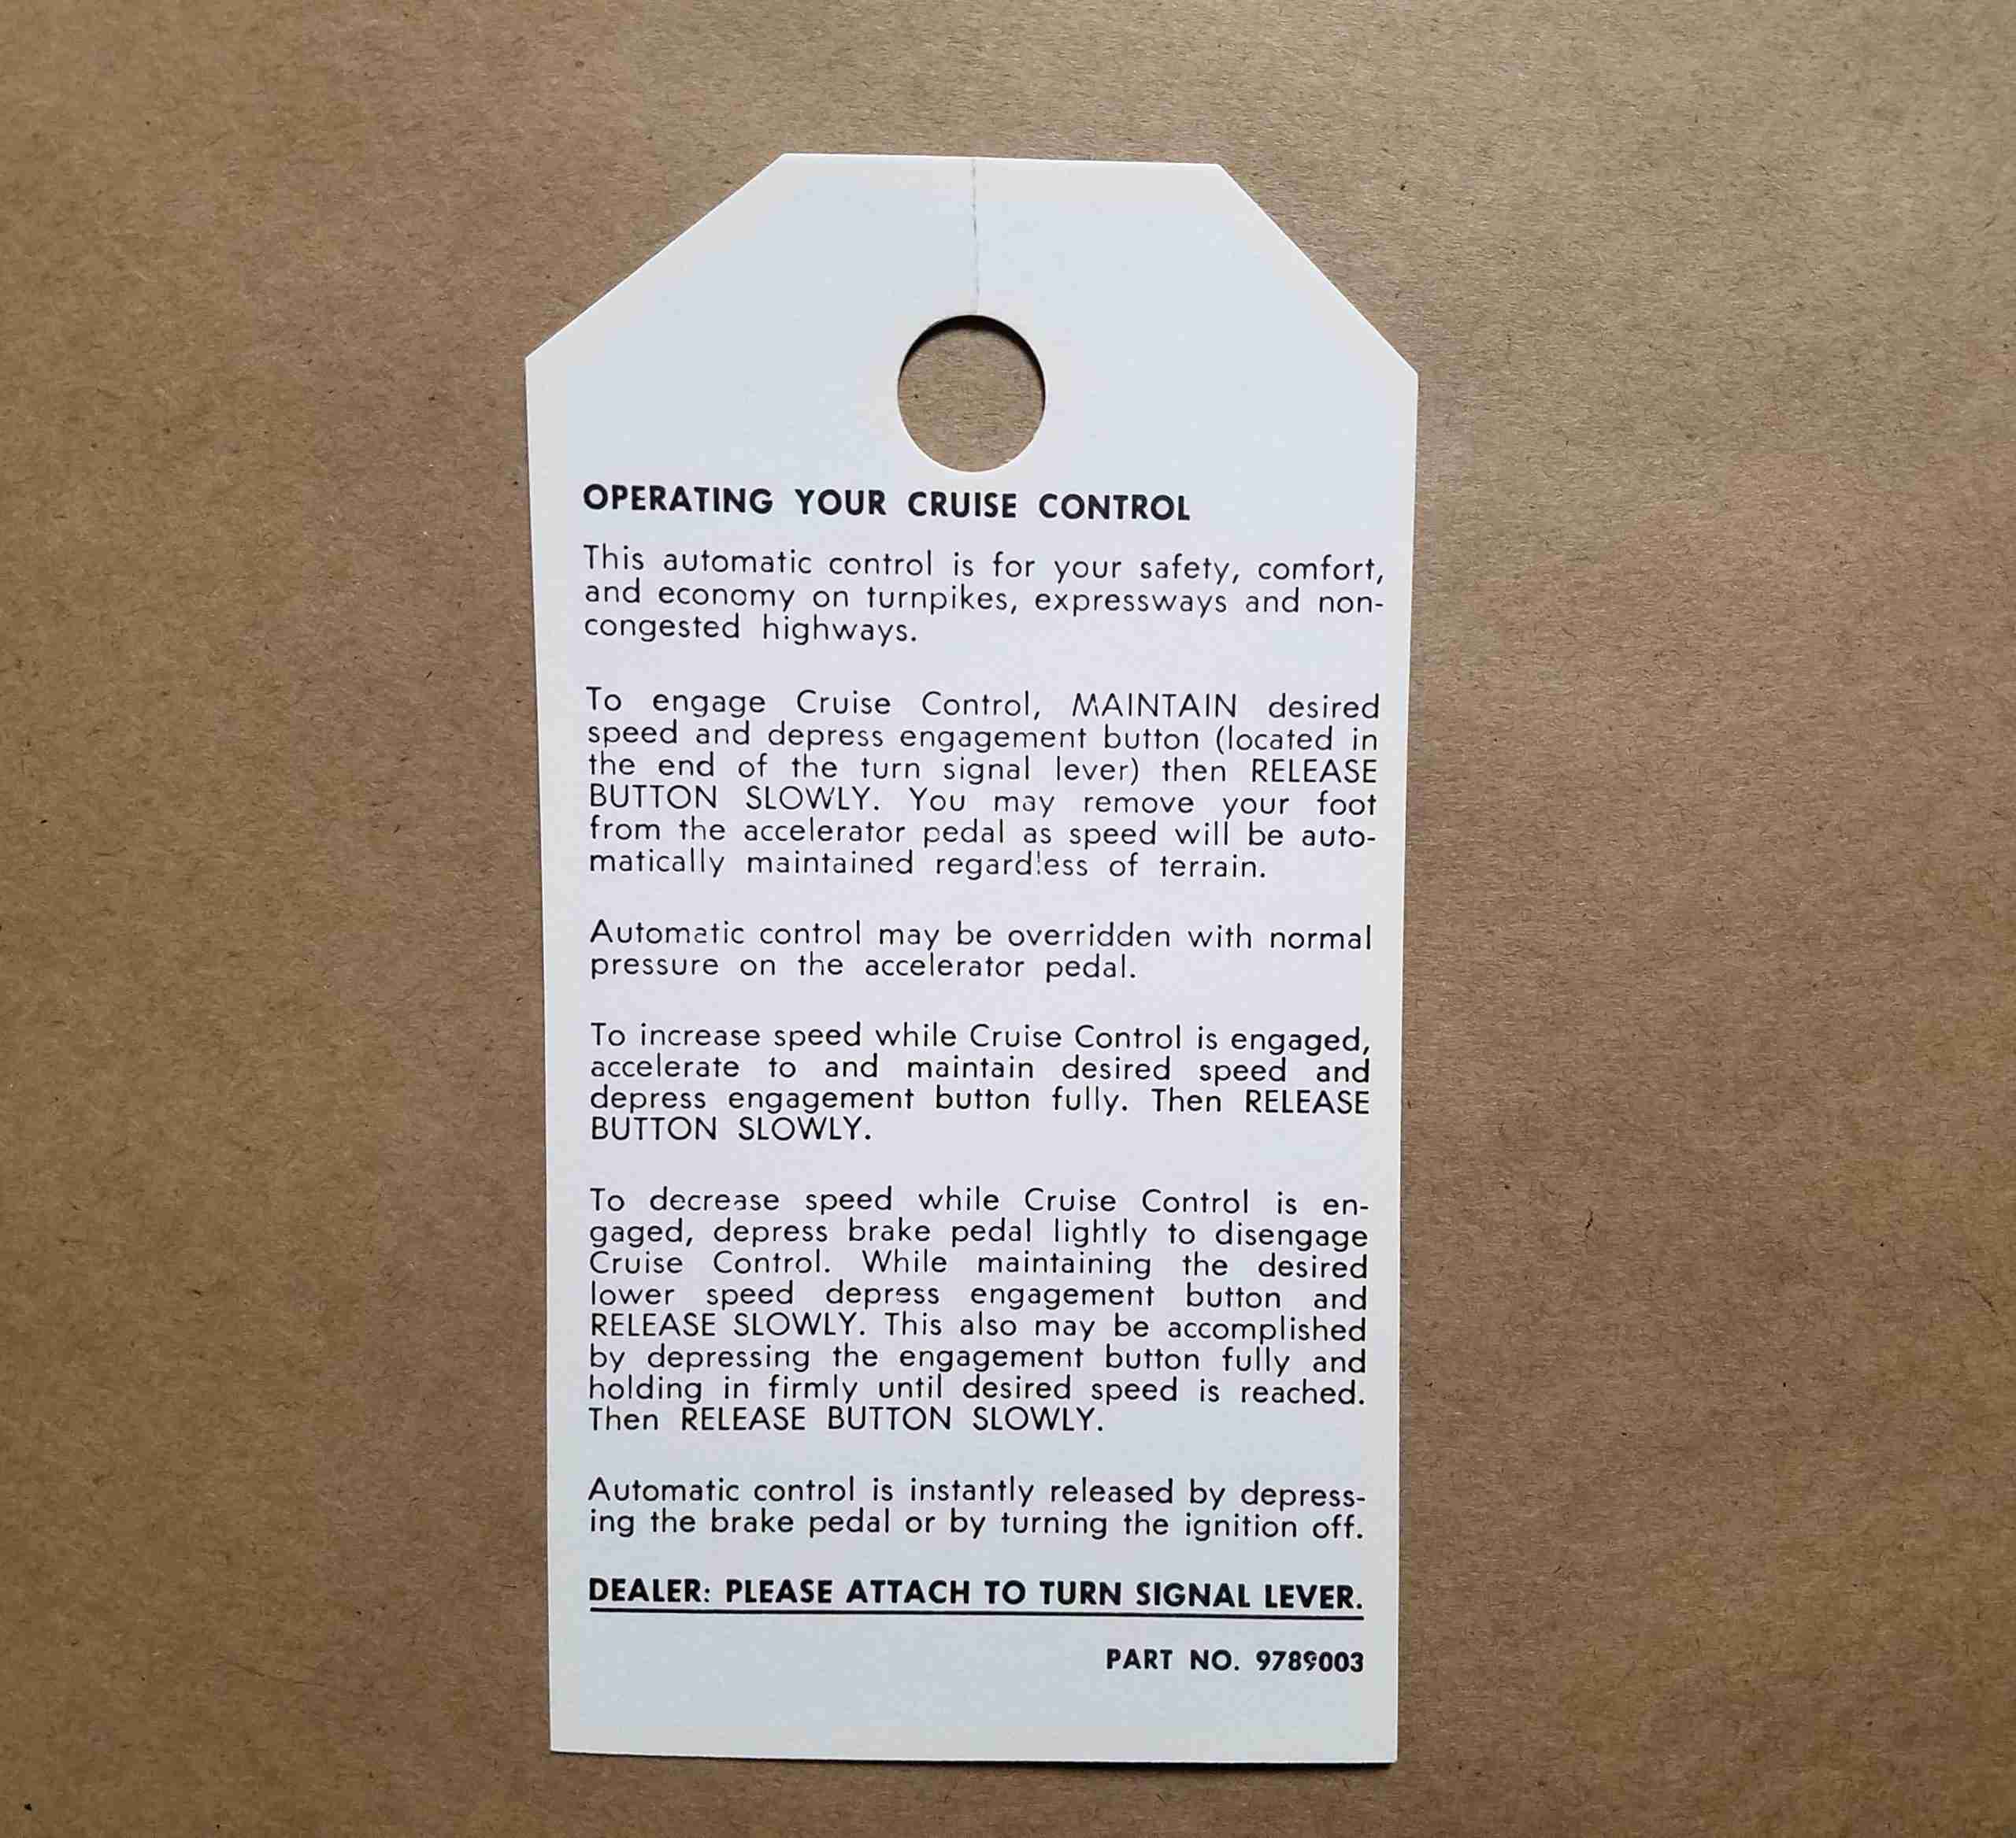 OPERATING YOUR CRUISE CONTROL
This automatic control is for your safety, comfort,
and economy on turnpikes, expressways and non-
congested highways.
To engage Cruise Control, MAINTAIN desired
speed and depress engagement button (located in
the end of the turn signal lever) then RELEASE
BUTTON SLOWLY. You may remove your foot
from the accelerator pedal as speed will be auto-
matically maintained regardless of terrain.
Automatic control may be overridden with normal
pressure on the accelerator pedal.
To increase speed while Cruise Control is engaged,
accelerate to and maintain desired speed and
depress engagement button fully. Then RELEASE
BUTTON SLOWLY.
To decrease speed while Cruise Control is en-
gaged, depress brake pedal lightly to disengage
Cruise Control. While maintaining the desired
lower speed depress engagement button and
RELEASE SLOWLY. This also may be accomplished
by depressing the engagement button fully and
holding in firmly until desired speed is reached.
Then RELEASE BUTTON SLOWLY.
Automatic control is instantly released by depress-
ing the brake pedal or by turning the ignition off.
DEALER: PLEASE ATTACH TO TURN SIGNAL LEVER.
PART NO. 9789003